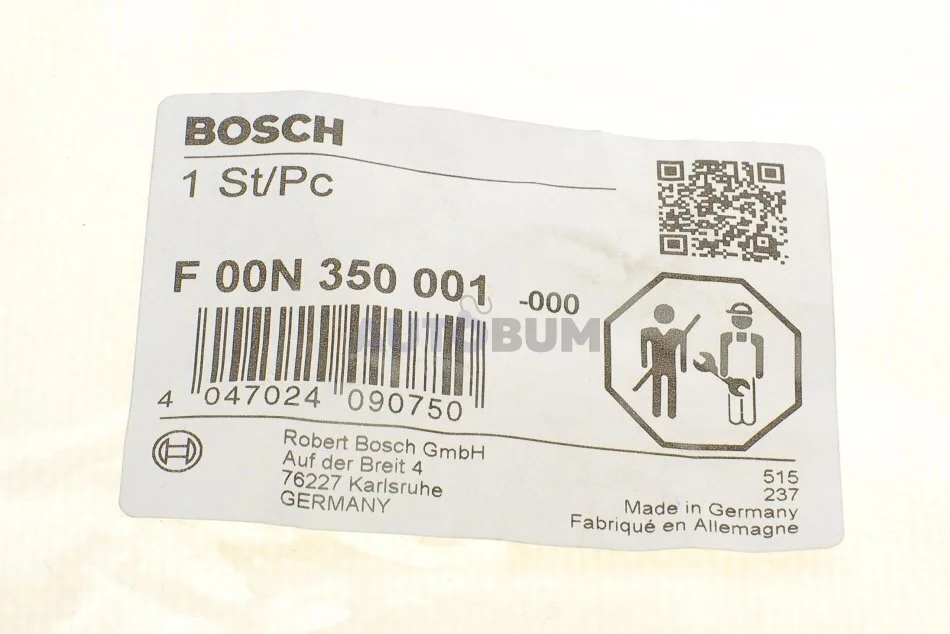 BOSCH
1 St/Pc
F 00N 350 001 -000
AUTOBUM
4 047024 090750
Robert Bosch GmbH
Auf der Breit 4
76227 Karlsruhe
GERMANY
515
237
Made in Germany
Fabriqué en Allemagne